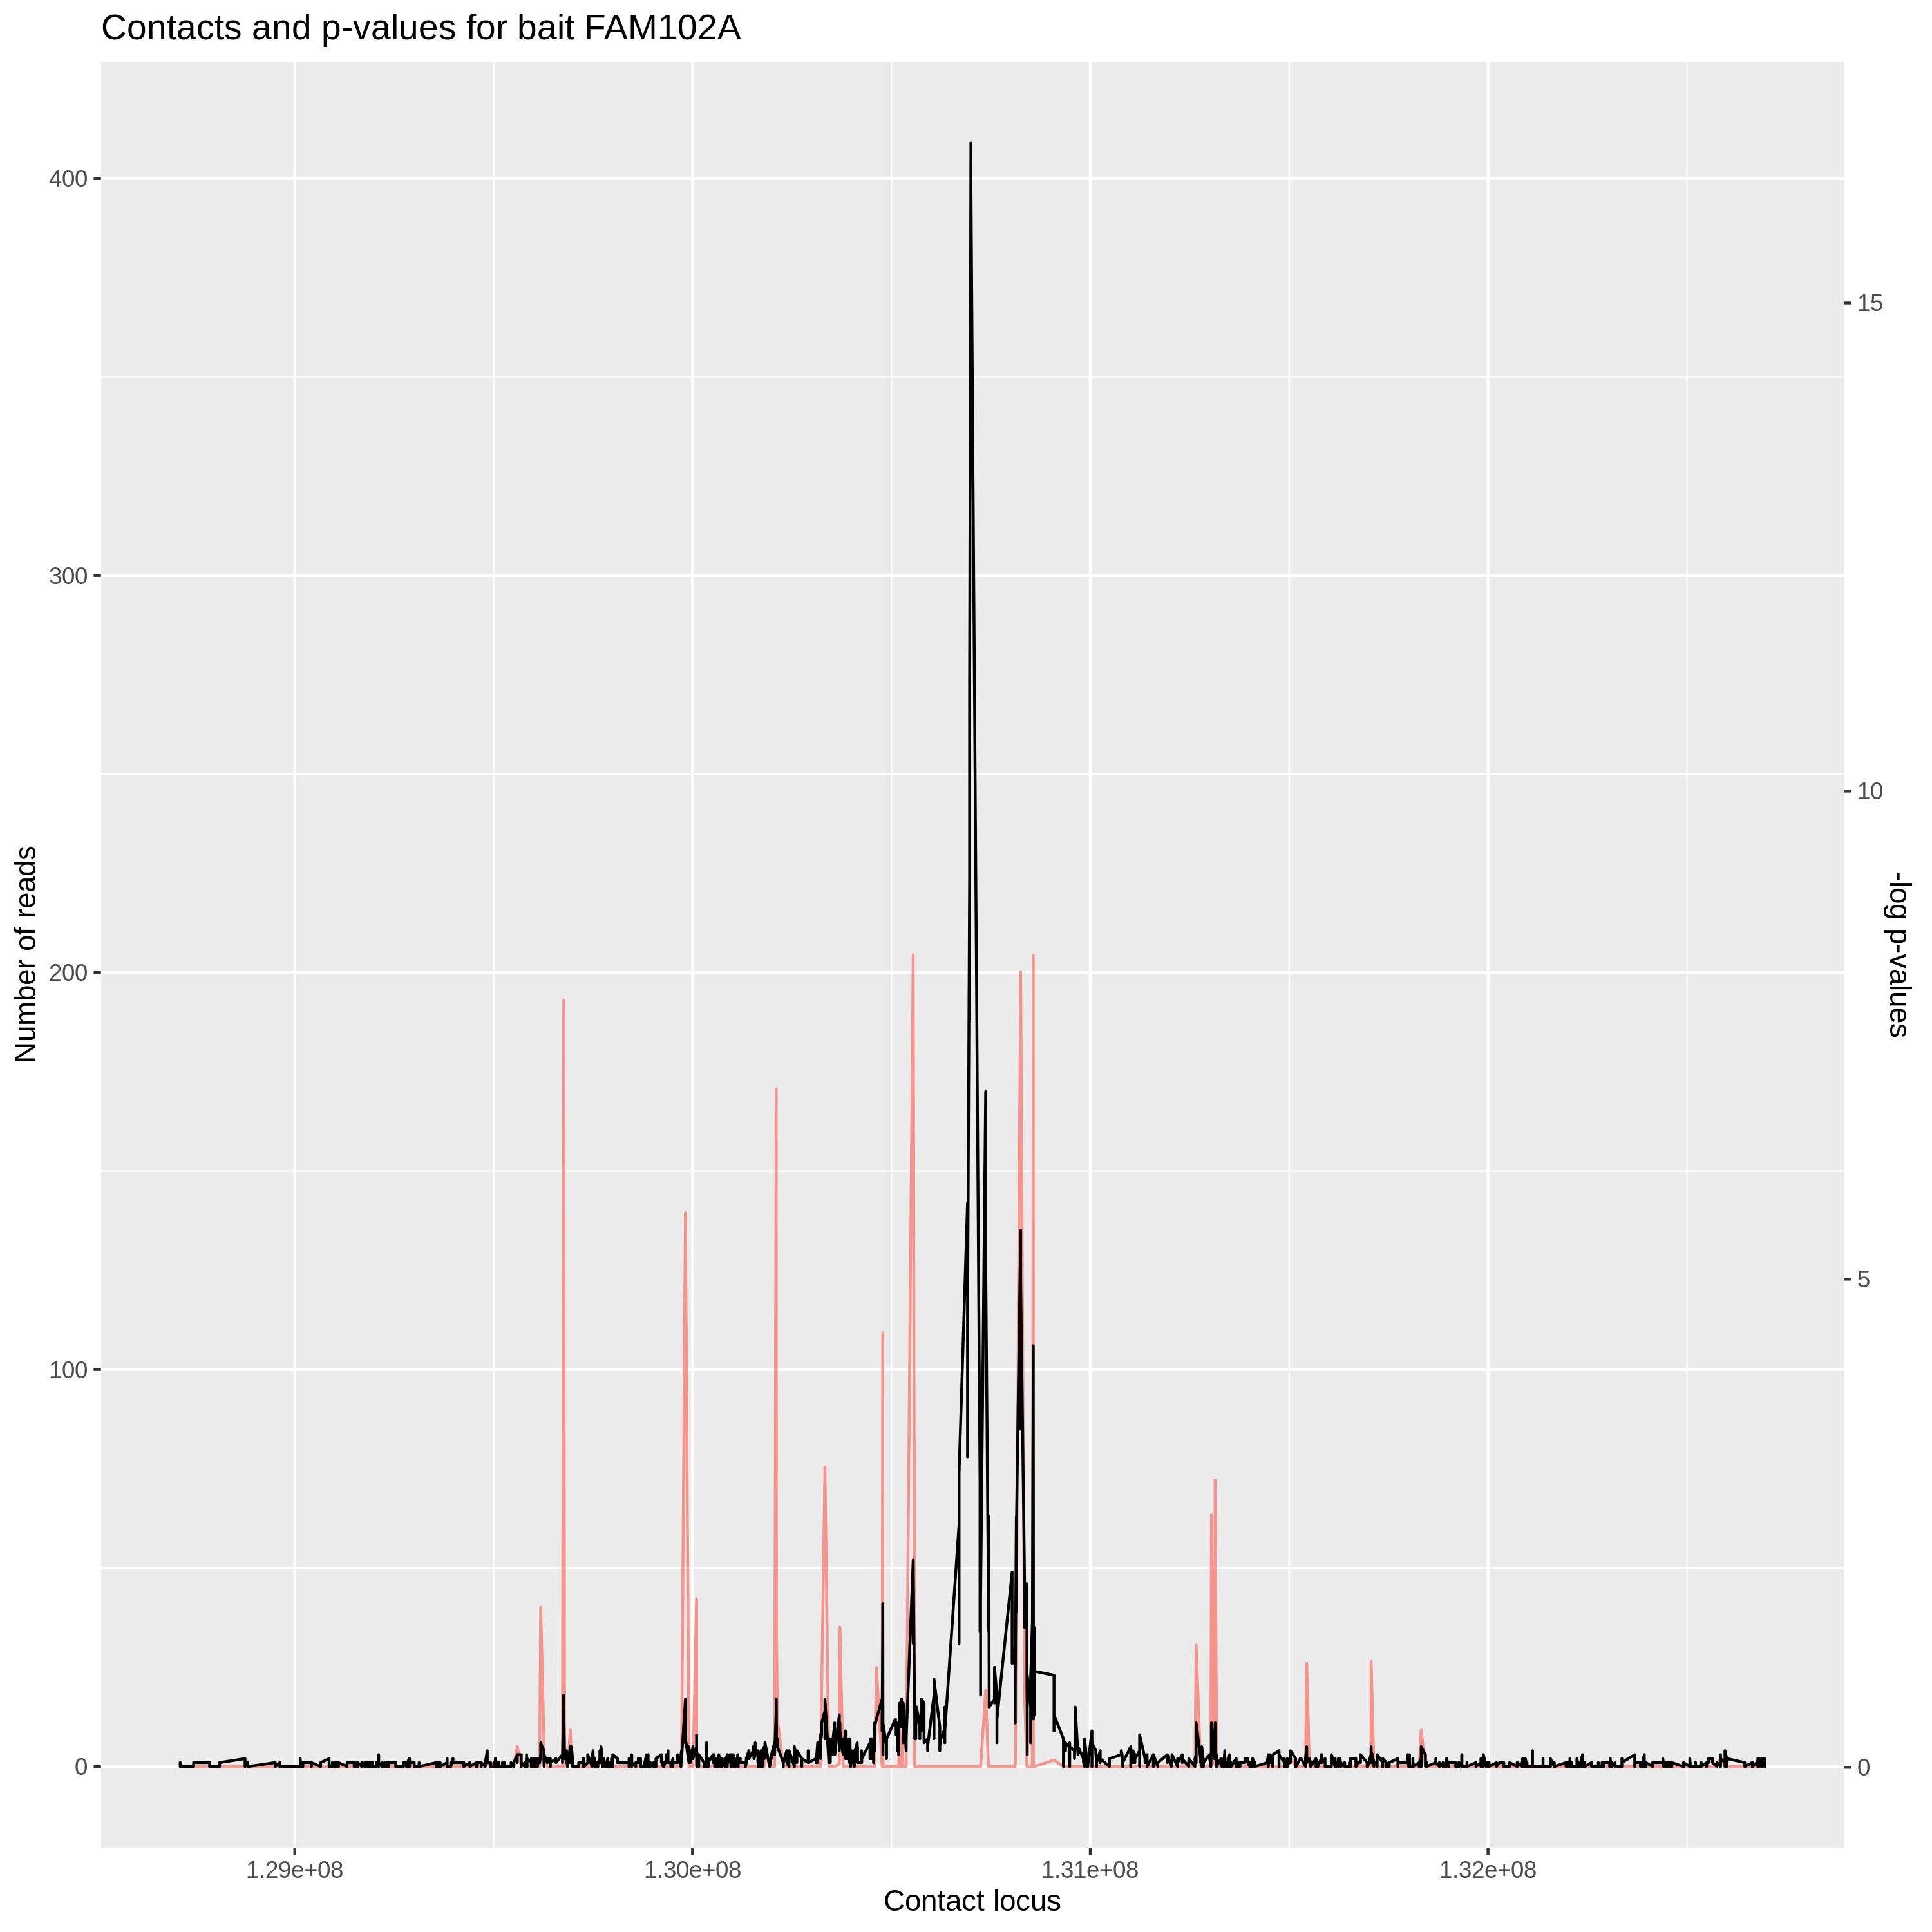 Contacts and p-values for bait FAM102A
400
300
200
100
0
15
10
5
0
Number of reads
-log p-values
1.29e+08
1.30e+08
1.31e+08
1.32e+08
Contact locus